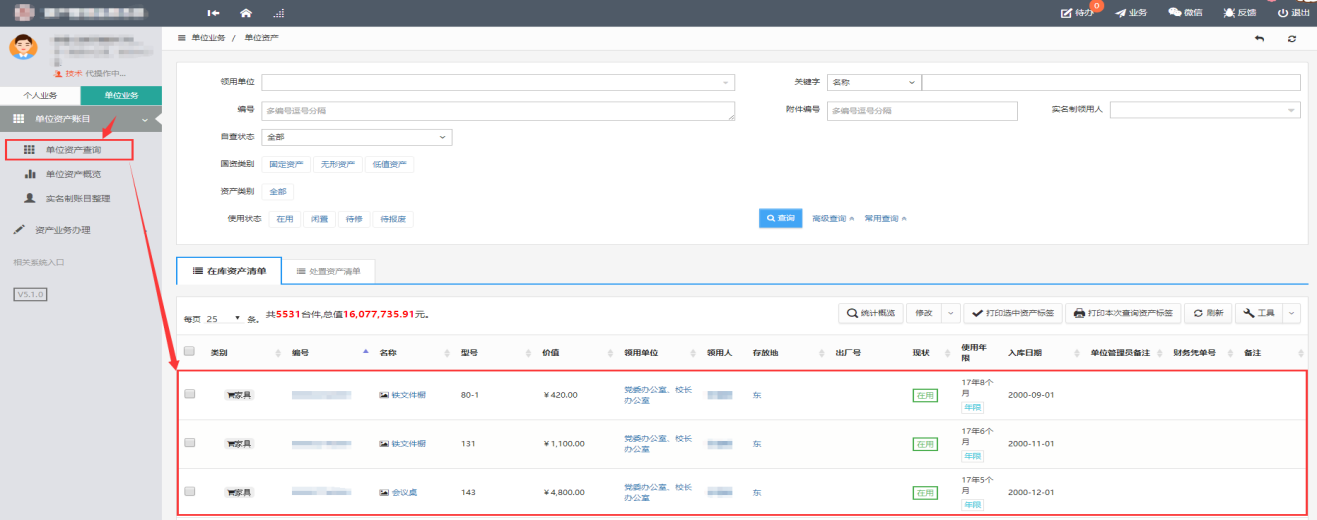 待办 0 业务 微信 反馈 退出
技术 代操作中...
个人业务 单位业务
单位资产账目
单位资产查询
单位资产概览
实名制账目整理
资产业务办理
相关系统入口
V5.1.0
单位业务 / 单位资产
领用单位 关键字 名称
编号 多编号逗号分隔 附件编号 多编号逗号分隔 实名制领用人
自查状态 全部
国资类别 固定资产 无形资产 低值资产
资产类别 全部
使用状态 在用 闲置 待修 待报废 查询 高级查询 常用查询
在库资产清单 处置资产清单
每页 25 条。 共5531台件,总值16,077,735.91元。 统计概览 修改 打印选中资产标签 打印本次查询资产标签 刷新 工具
类别 编号 名称 型号 价值 领用单位 领用人 存放地 出厂号 现状 使用年限 入库日期 单位管理员备注 财务凭单号 备注
家具 铁文件橱 80-1 ¥420.00 党委办公室、校长办公室 东 在用 17年8个月 年限 2000-09-01
家具 铁文件橱 131 ¥1,100.00 党委办公室、校长办公室 东 在用 17年6个月 年限 2000-11-01
家具 会议桌 143 ¥4,800.00 党委办公室、校长办公室 东 在用 17年5个月 年限 2000-12-01